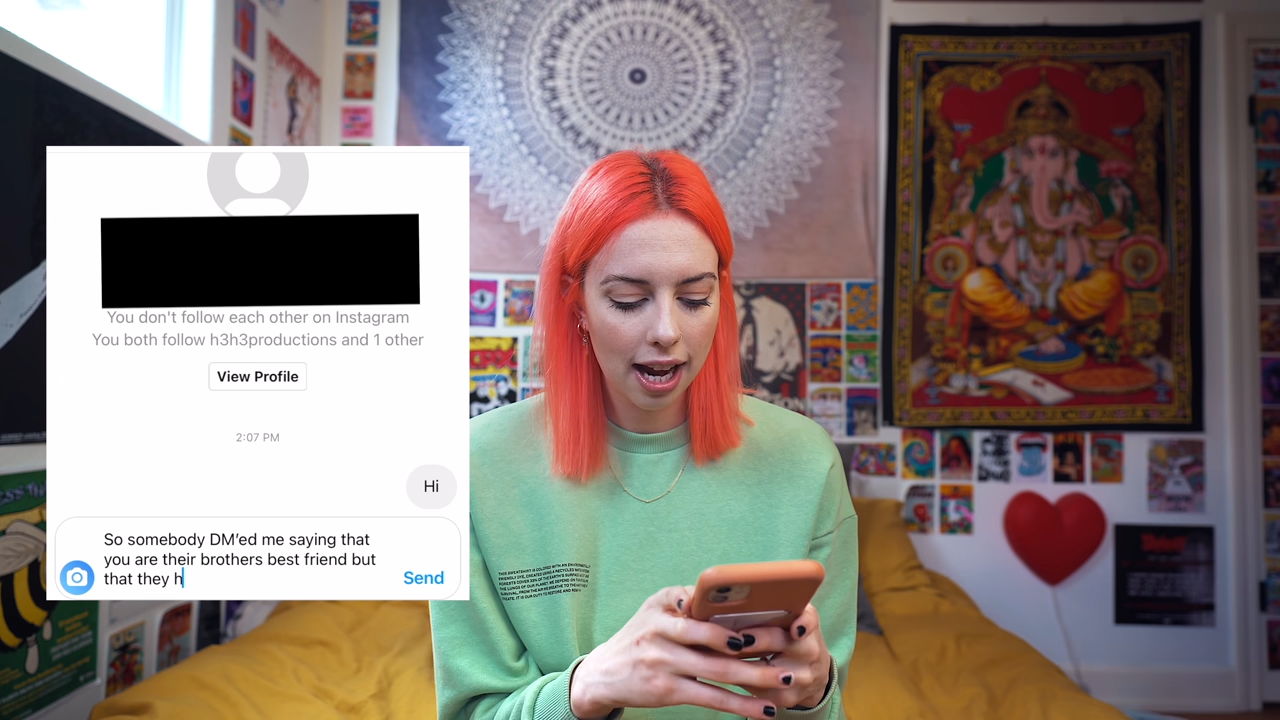 You don't follow each other on Instagram
You both follow h3h3productions and 1 other
View Profile
2:07 PM
Hi
So somebody DM'ed me saying that
you are their brothers best friend but
that they h
Send